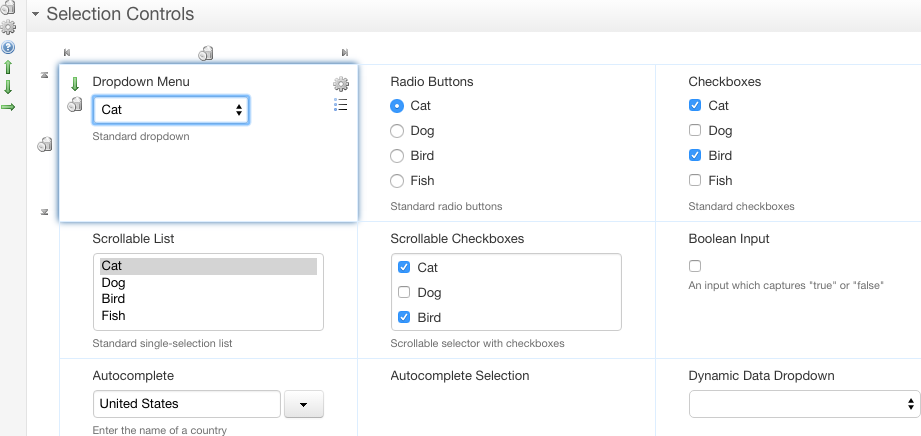 Selection Controls
Dropdown Menu
Cat
Standard dropdown
Radio Buttons
Cat
Dog
Bird
Fish
Standard radio buttons
Checkboxes
Cat
Dog
Bird
Fish
Standard checkboxes
Scrollable List
Cat
Dog
Bird
Fish
Standard single-selection list
Scrollable Checkboxes
Cat
Dog
Bird
Scrollable selector with checkboxes
Boolean Input
An input which captures "true" or "false"
Autocomplete
United States
Enter the name of a country
Autocomplete Selection
Dynamic Data Dropdown